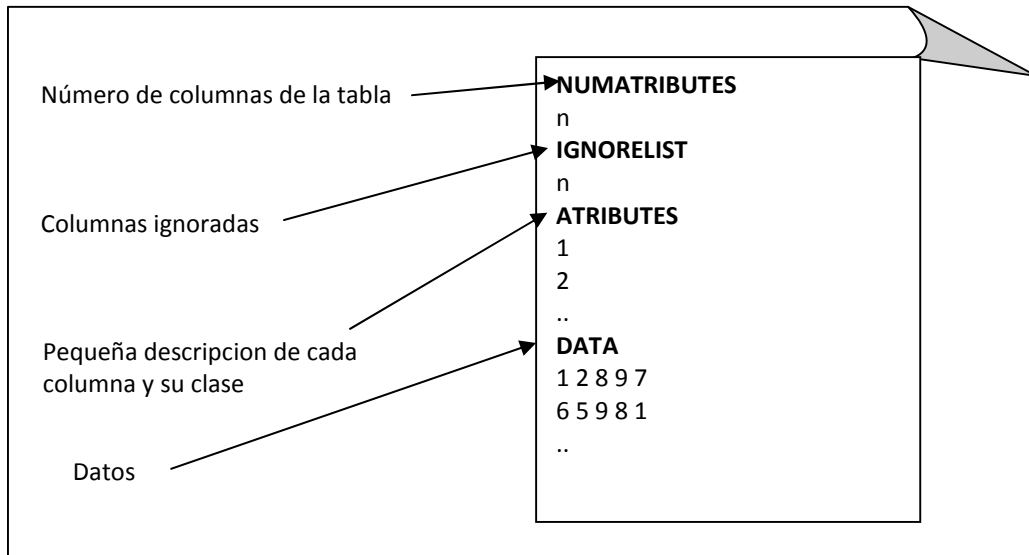 Número de columnas de la tabla
Columnas ignoradas
Pequeña descripcion de cada
columna y su clase
Datos
NUMATRIBUTES
n
IGNORELIST
n
ATRIBUTES
1
2
..
DATA
1 2 8 9 7
6 5 9 8 1
..